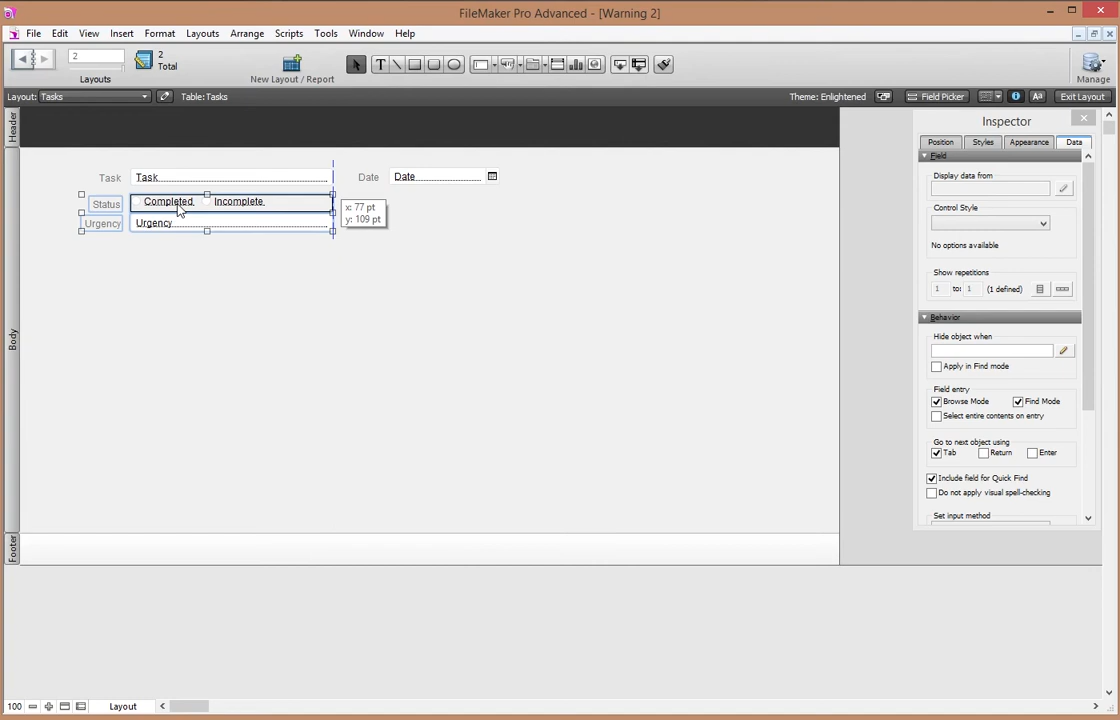 FileMaker Pro Advanced - [Warning 2]
File Edit View Insert Format Layouts Arrange Scripts Tools Window Help
2
2
Total
Layouts
New Layout / Report
Manage
Layout: Tasks
Table: Tasks
Theme: Enlightened
Field Picker
Aa
Exit Layout
Header
Body
Footer
Task
Task
Date
Date
Status
Completed
Incomplete
Urgency
Urgency
x: 77 pt
y: 109 pt
Inspector
Position Styles Appearance Data
Field
Display data from
Control Style
No options available
Show repetitions
1 to: 1 (1 defined)
Behavior
Hide object when
Apply in Find mode
Field entry
Browse Mode Find Mode
Select entire contents on entry
Go to next object using
Tab Return Enter
Include field for Quick Find
Do not apply visual spell-checking
Set input method
100
Layout